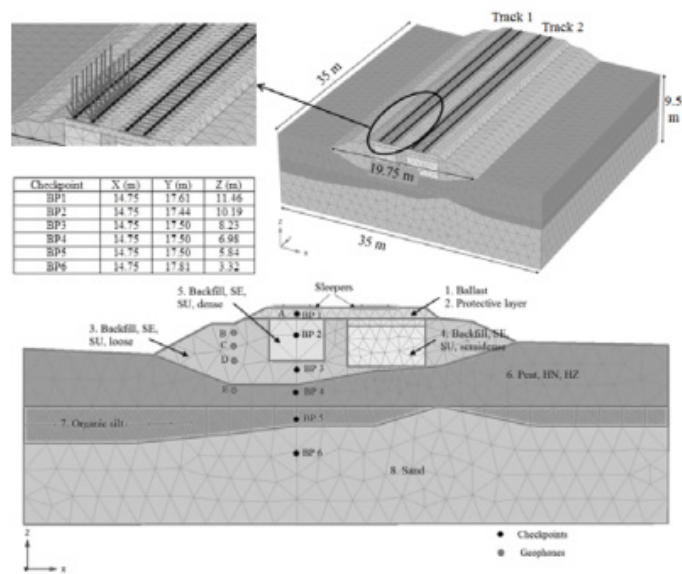 Track 1
Track 2
35 m
9.5
m
19.75 m
35 m
Checkpoint X (m) Y (m) Z (m)
BP1 14.75 17.61 11.46
BP2 14.75 17.44 10.19
BP3 14.75 17.50 8.23
BP4 14.75 17.50 6.98
BP5 14.75 17.50 5.84
BP6 14.75 17.81 3.32
z
x
Sleepers
5. Backfill, SE,
SU, dense
1. Ballast
2. Protective layer
3. Backfill, SE,
SU, loose
A
BP 1
B
BP 2
C
D
4. Backfill, SE,
SU, semidense
BP 3
E
BP 4
6. Peat, HN, HZ
7. Organic silt
BP 5
BP 6
8. Sand
Z
x
Checkpoints
Geophones